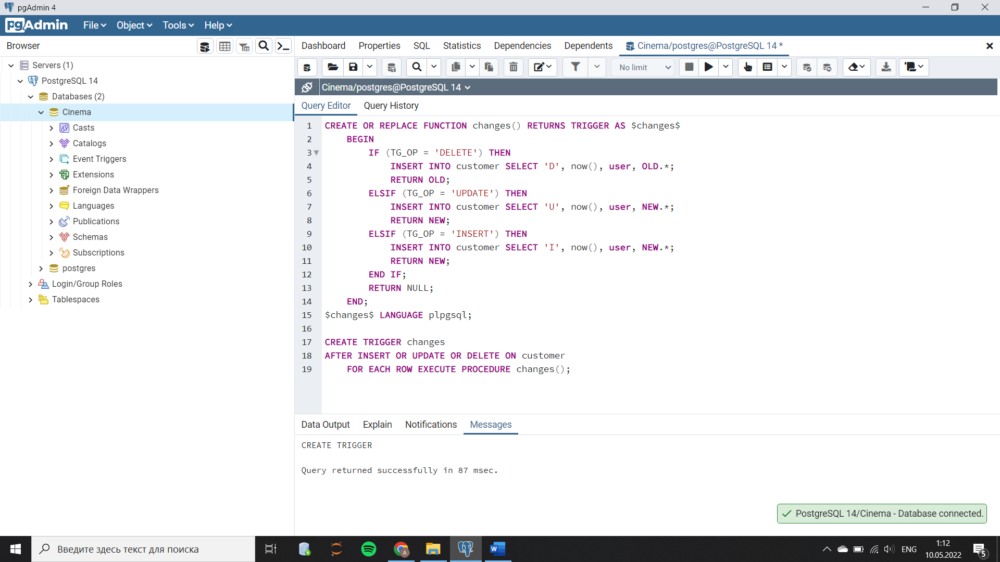 pgAdmin 4
pgAdmin File Object Tools Help
Browser
Dashboard Properties SQL Statistics Dependencies Dependents Cinema/postgres@PostgreSQL 14 *
No limit
Servers (1)
PostgreSQL 14
Databases (2)
Cinema
Casts
Catalogs
Event Triggers
Extensions
Foreign Data Wrappers
Languages
Publications
Schemas
Subscriptions
postgres
Login/Group Roles
Tablespaces
Cinema/postgres@PostgreSQL 14
Query Editor Query History
1 CREATE OR REPLACE FUNCTION changes() RETURNS TRIGGER AS $changes$
2 BEGIN
3 IF (TG_OP = 'DELETE') THEN
4 INSERT INTO customer SELECT 'D', now(), user, OLD.*;
5 RETURN OLD;
6 ELSIF (TG_OP = 'UPDATE') THEN
7 INSERT INTO customer SELECT 'U', now(), user, NEW.*;
8 RETURN NEW;
9 ELSIF (TG_OP = 'INSERT') THEN
10 INSERT INTO customer SELECT 'I', now(), user, NEW.*;
11 RETURN NEW;
12 END IF;
13 RETURN NULL;
14 END;
15 $changes$ LANGUAGE plpgsql;
16
17 CREATE TRIGGER changes
18 AFTER INSERT OR UPDATE OR DELETE ON customer
19 FOR EACH ROW EXECUTE PROCEDURE changes();
Data Output Explain Notifications Messages
CREATE TRIGGER
Query returned successfully in 87 msec.
PostgreSQL 14/Cinema - Database connected.
Введите здесь текст для поиска
A
W
ENG
1:12
10.05.2022
5